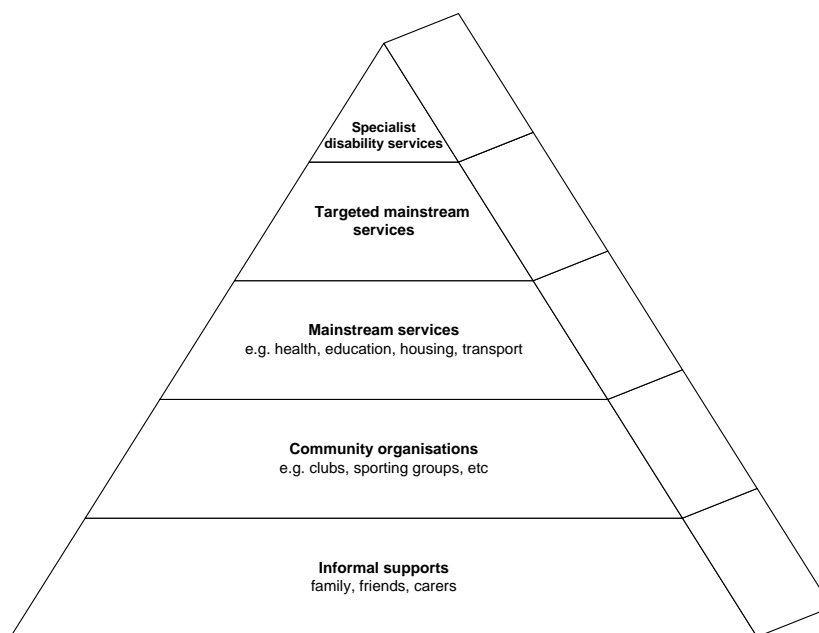 Specialist
disability services
Targeted mainstream
services
Mainstream services
e.g. health, education, housing, transport
Community organisations
e.g. clubs, sporting groups, etc
Informal supports
family, friends, carers